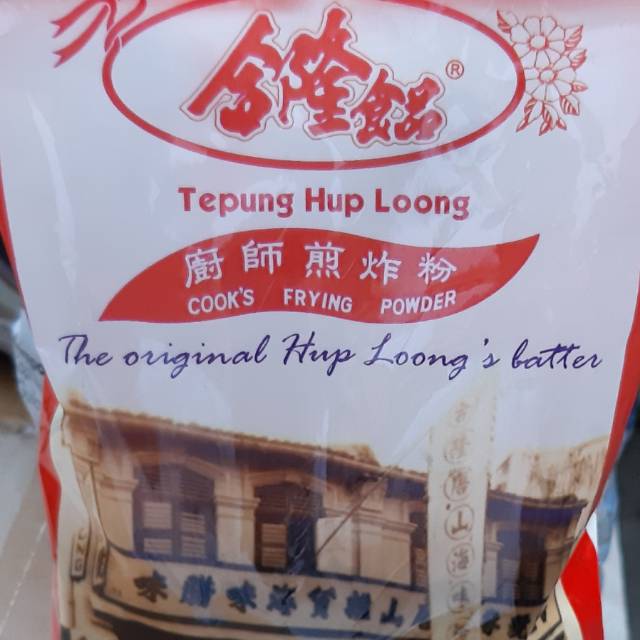 合隆食品®
Tepung Hup Loong
廚師煎炸粉
COOK'S FRYING POWDER
The original Hup Loong's batter